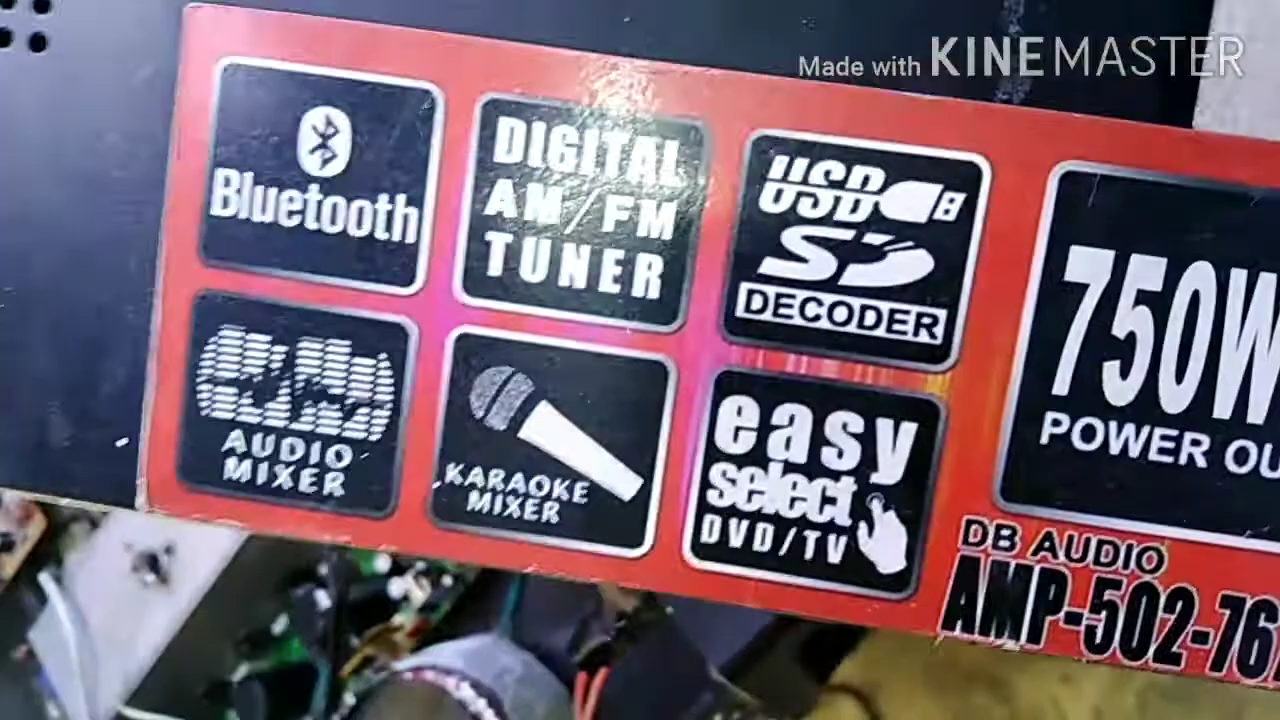 Made with KINEMASTER
Bluetooth
DIGITAL
AM/FM
TUNER
USB
SD
DECODER
750W
POWER OU
AUDIO
MIXER
KARAOKE
MIXER
easy
select
DVD/TV
DB AUDIO
AMP-502-76